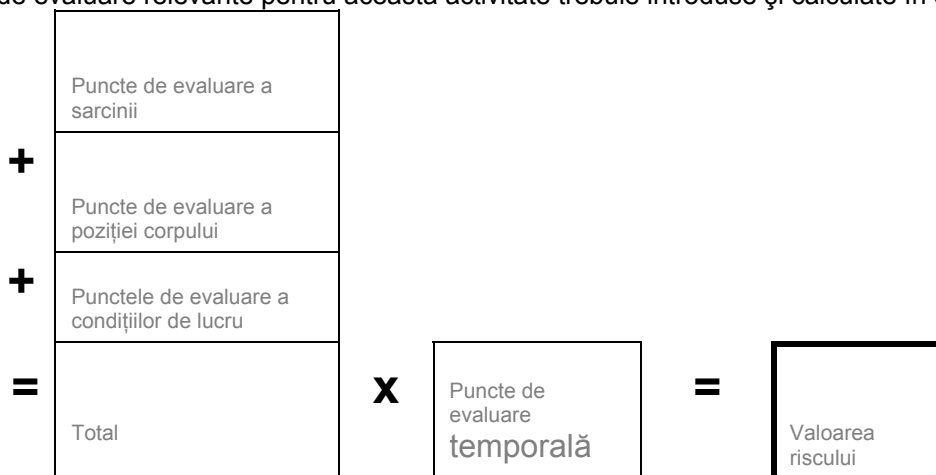 de evaluare relevante pentru această activitate trebuie introduse și calculate în
Puncte de evaluare a
sarcinii
+
Puncte de evaluare a
poziției corpului
+
Punctele de evaluare a
condițiilor de lucru
=
Total
x
Puncte de
evaluare
temporală
=
Valoarea
riscului